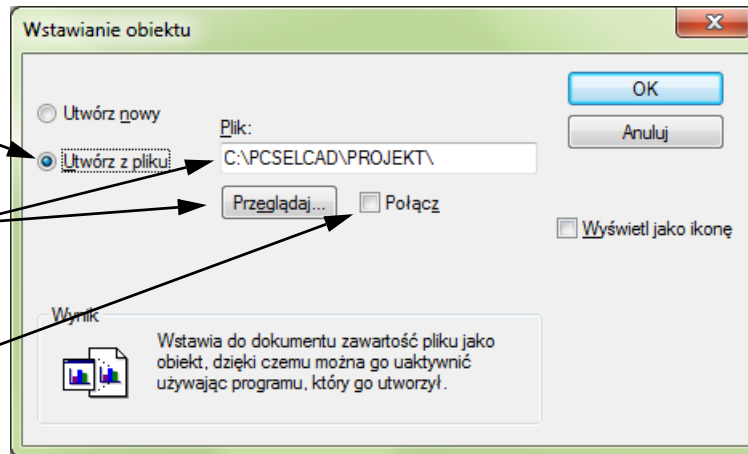 Wstawianie obiektu
Utwórz nowy
Utwórz z pliku
Plik:
C:\PCSELCAD\PROJEKT\
Przeglądaj...
Połącz
OK
Anuluj
Wyświetl jako ikonę
Wynik
Wstawia do dokumentu zawartość pliku jako
obiekt, dzięki czemu można go uaktywnić
używając programu, który go utworzył.